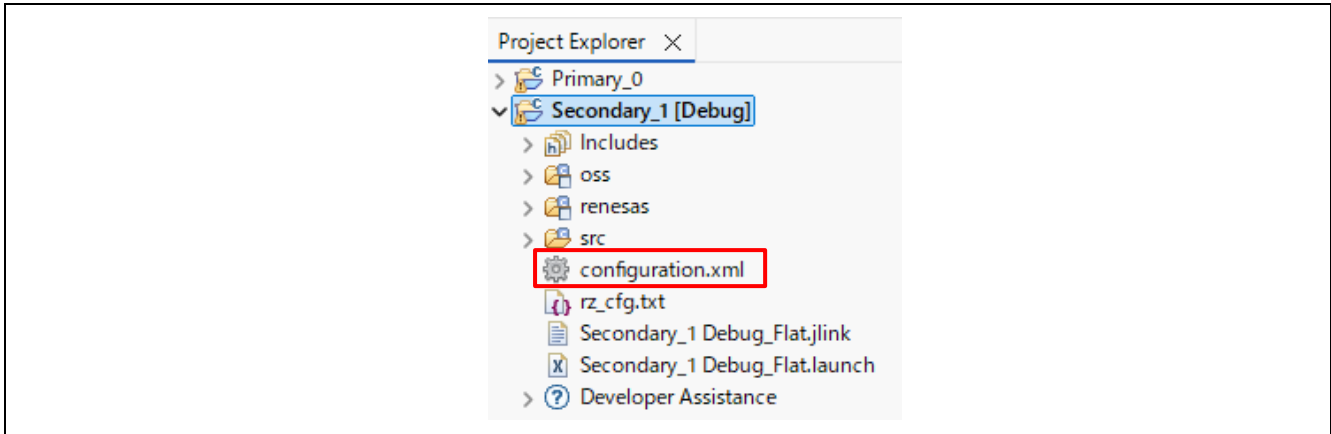 Project Explorer
Primary_0
Secondary_1 [Debug]
Includes
oss
renesas
src
configuration.xml
rz_cfg.txt
Secondary_1 Debug_Flat.jlink
Secondary_1 Debug_Flat.launch
Developer Assistance